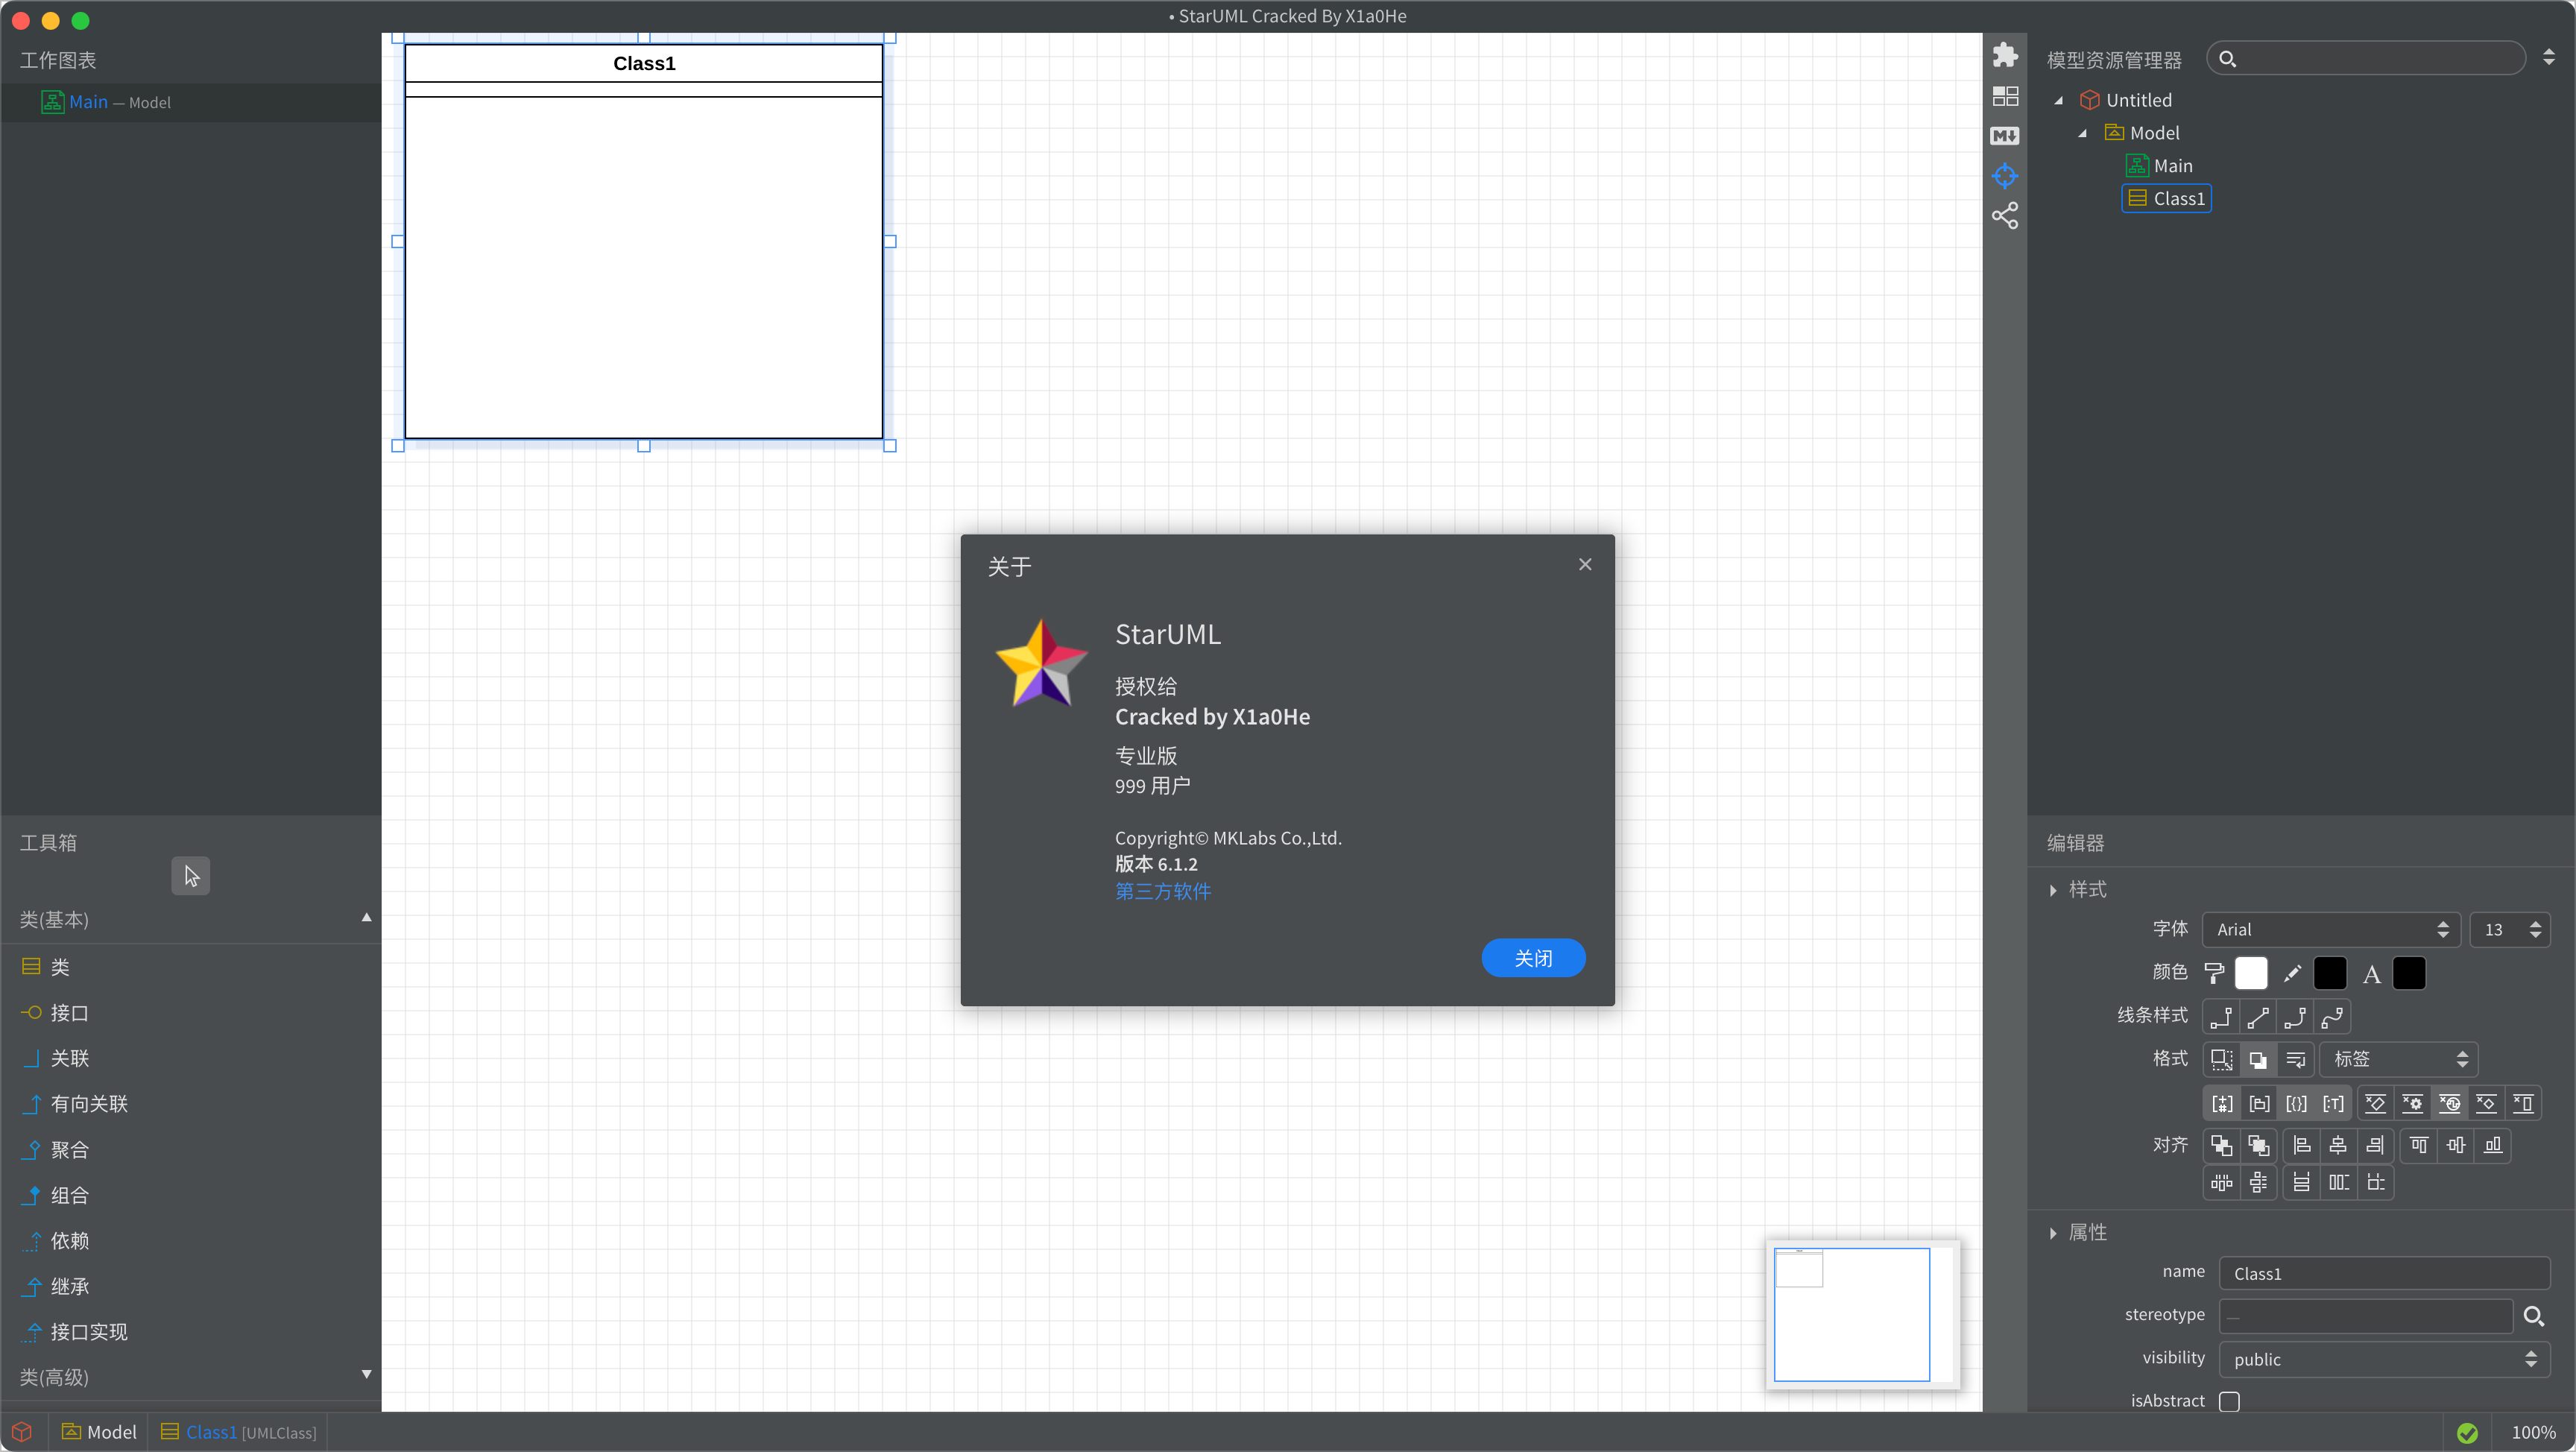 • StarUML Cracked By X1a0He
工作图表
Main — Model
Class1
模型资源管理器
Untitled
Model
Main
Class1
关于
StarUML
授权给
Cracked by X1a0He
专业版
999 用户
Copyright© MKLabs Co.,Ltd.
版本 6.1.2
第三方软件
关闭
工具箱
类(基本)
类
接口
关联
有向关联
聚合
组合
依赖
继承
接口实现
类(高级)
编辑器
样式
字体 Arial 13
颜色 A
线条样式
格式 标签
对齐
属性
name Class1
stereotype —
visibility public
isAbstract
Model Class1 [UMLClass] 100%